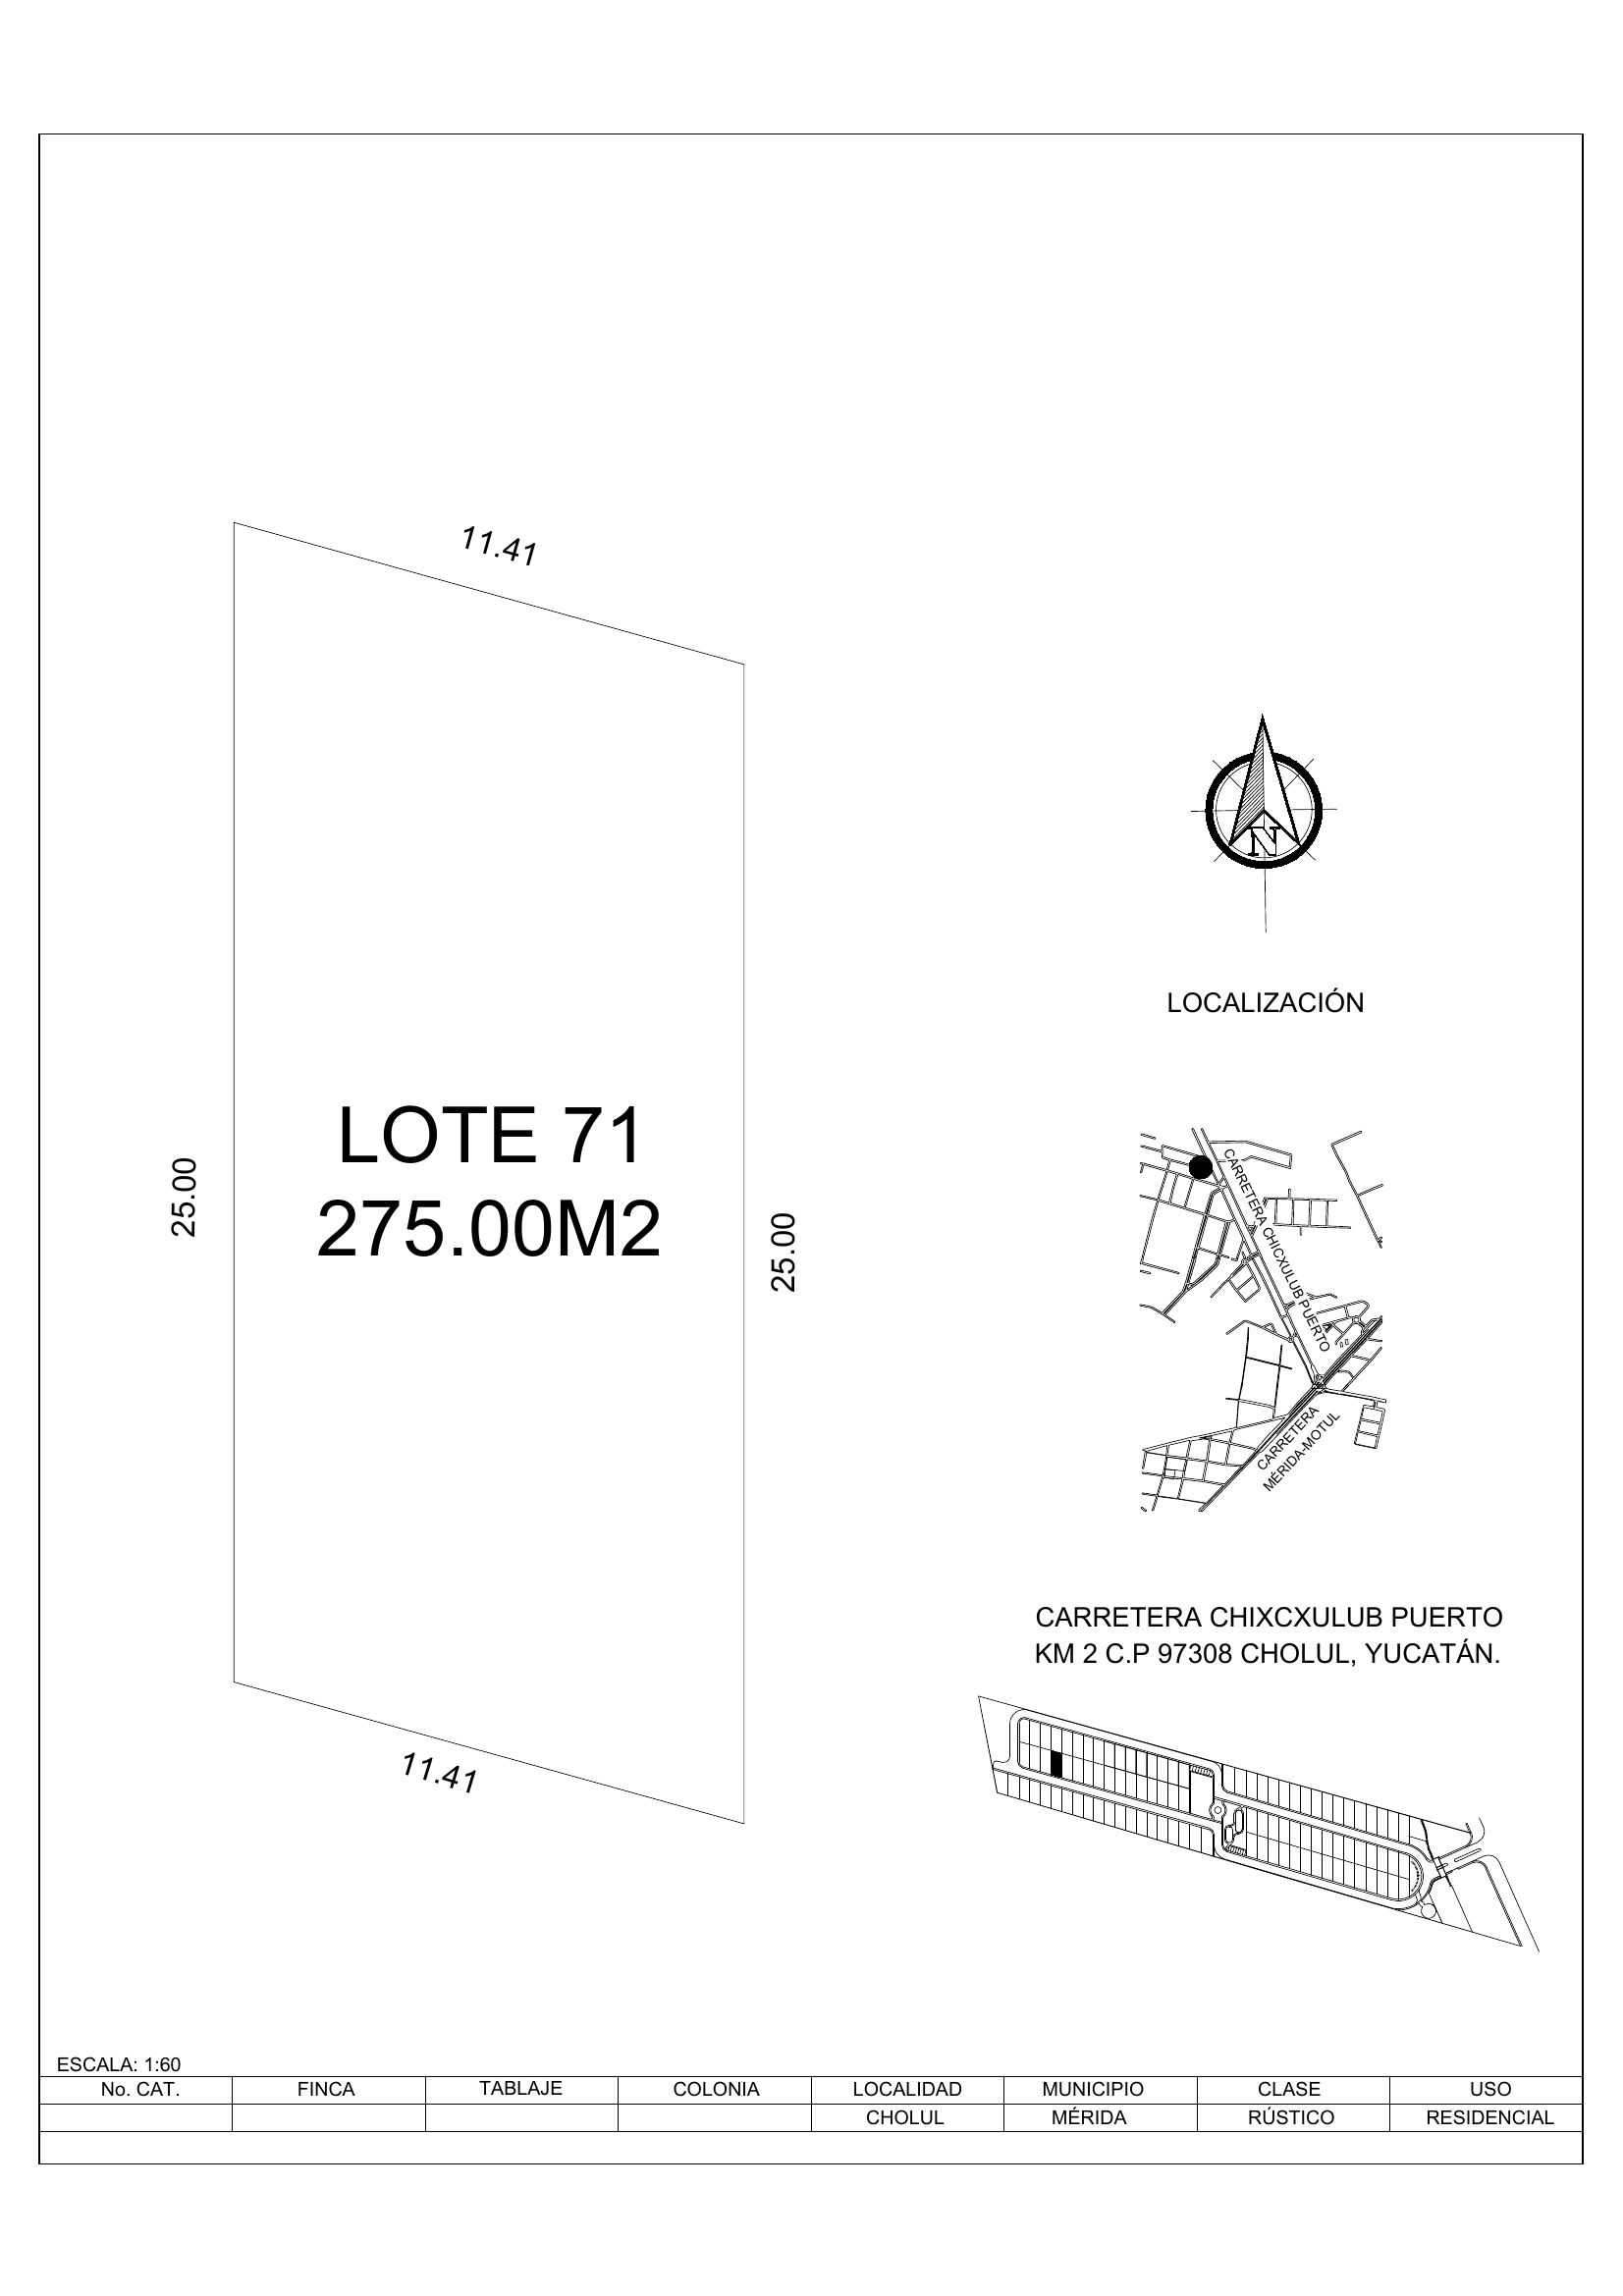 11.41
25.00
LOTE 71
275.00M2
25.00
11.41
N
LOCALIZACIÓN
CARRETERA CHICXULUB PUERTO
CARRETERA
MÉRIDA-MOTUL
CARRETERA CHIXCXULUB PUERTO
KM 2 C.P 97308 CHOLUL, YUCATÁN.
ESCALA: 1:60
No. CAT. FINCA TABLAJE COLONIA LOCALIDAD MUNICIPIO CLASE USO
CHOLUL MÉRIDA RÚSTICO RESIDENCIAL